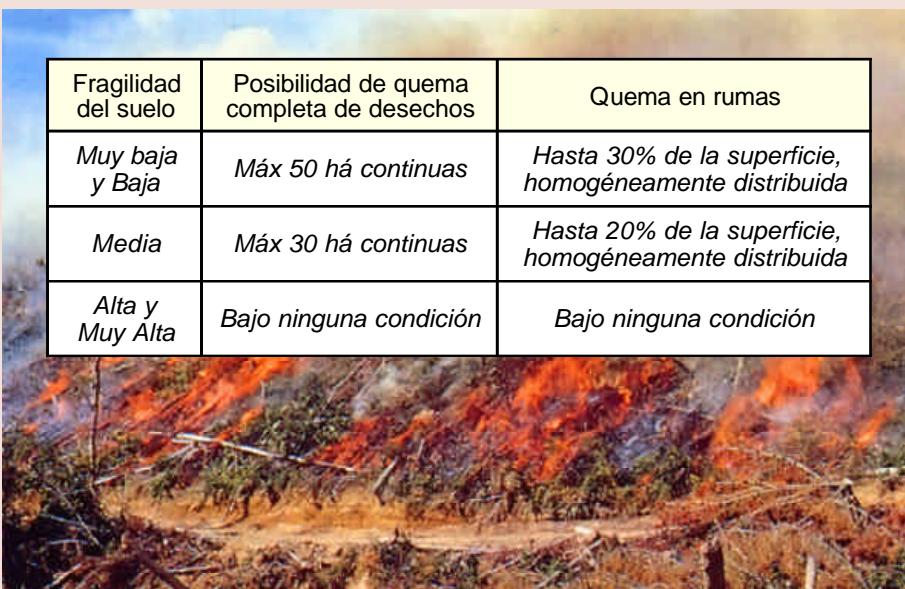 Fragilidad
del suelo
Posibilidad de quema
completa de desechos
Quema en rumas
Muy baja
y Baja
Máx 50 há continuas
Hasta 30% de la superficie,
homogéneamente distribuida
Media
Máx 30 há continuas
Hasta 20% de la superficie,
homogéneamente distribuida
Alta y
Muy Alta
Bajo ninguna condición
Bajo ninguna condición